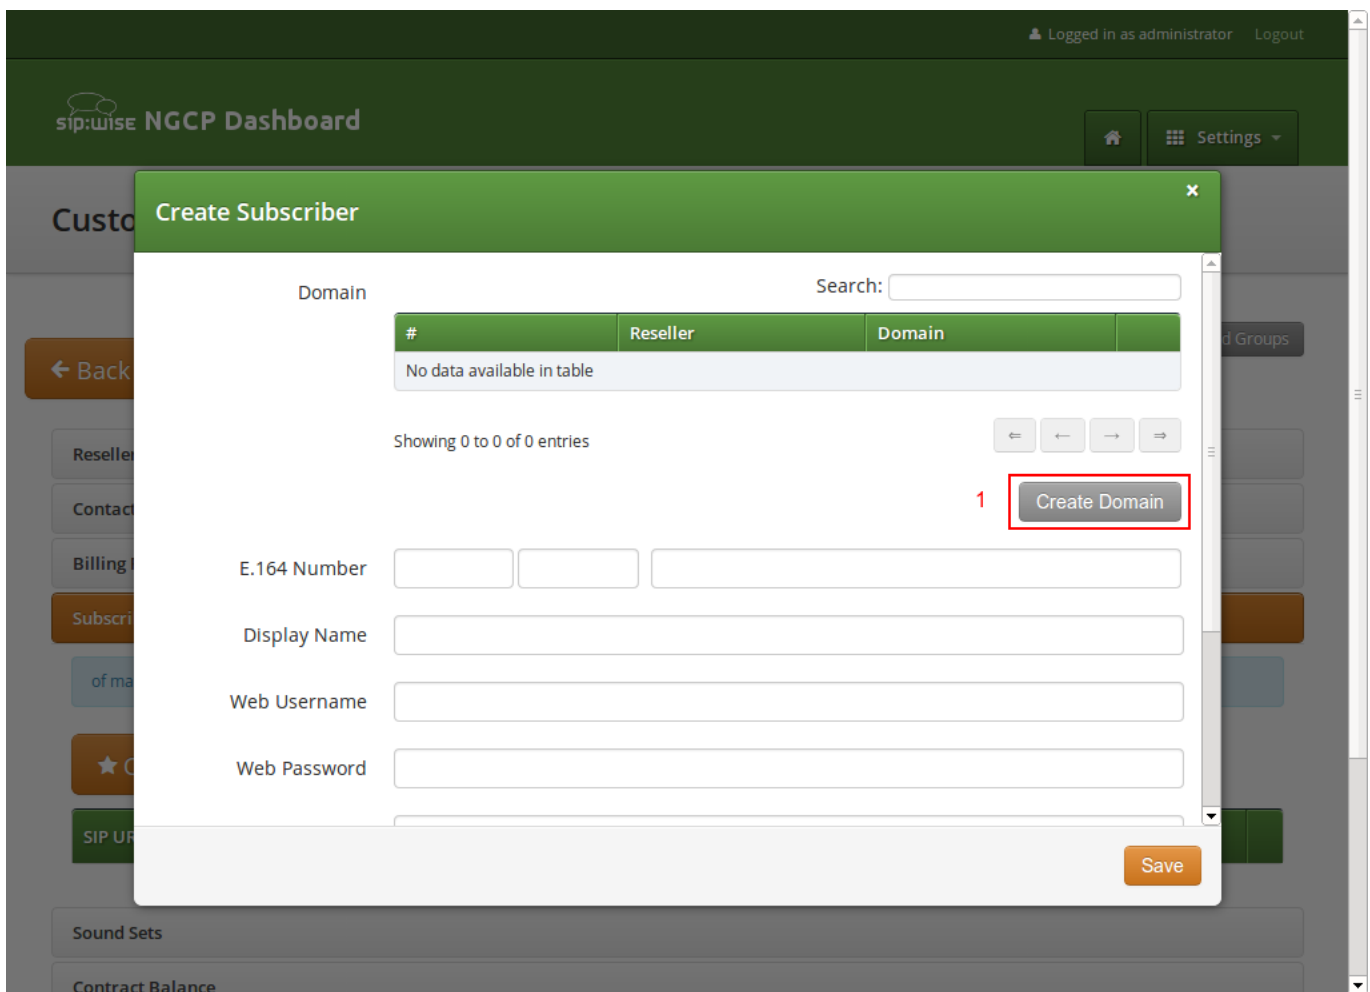 Logged in as administrator Logout
sip:wise NGCP Dashboard
Settings
Custo
Create Subscriber
×
Domain
Search:
# Reseller Domain
No data available in table
d Groups
Back
Showing 0 to 0 of 0 entries
⇐ ← → ⇒
Reseller
1 Create Domain
Contact
Billing
E.164 Number
Subscri
Display Name
of ma
Web Username
Web Password
SIP UR
Save
Sound Sets
Contract Balance